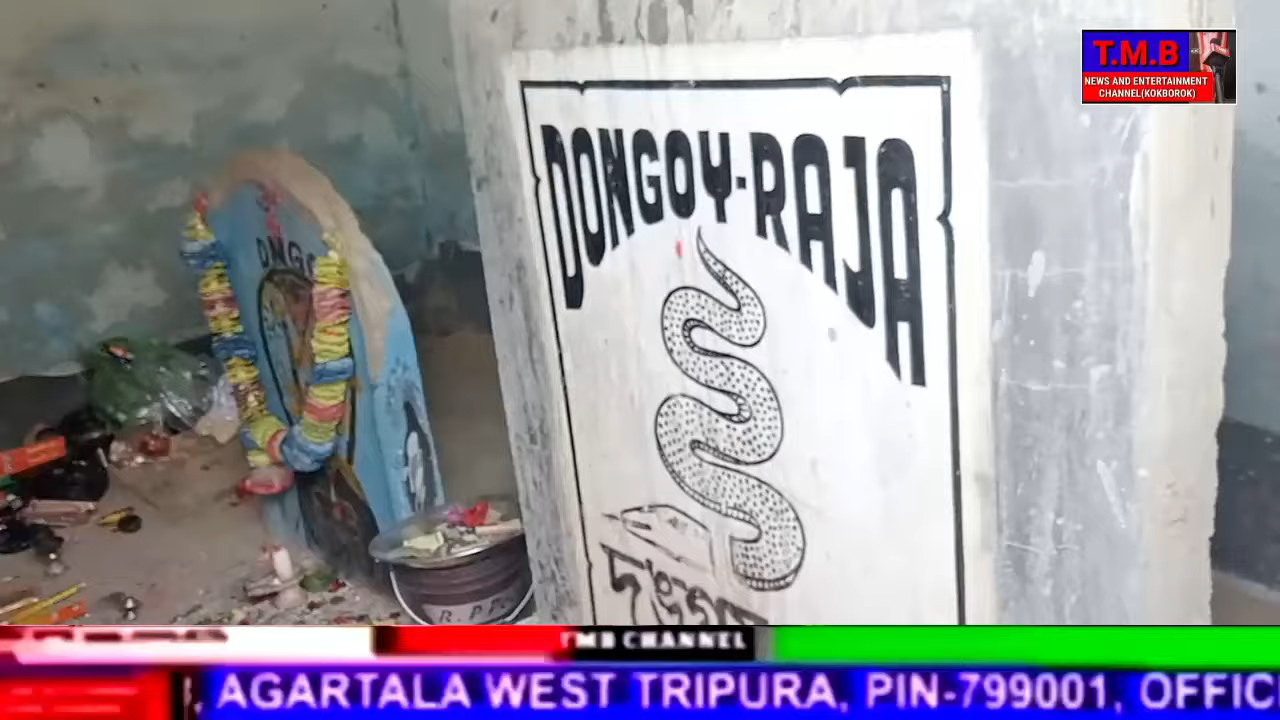 T.M.B
NEWS AND ENTERTAINMENT
CHANNEL(KOKBOROK)
DONGOY-RAJA
TMB CHANNEL
, AGARTALA WEST TRIPURA, PIN-799001, OFFIC